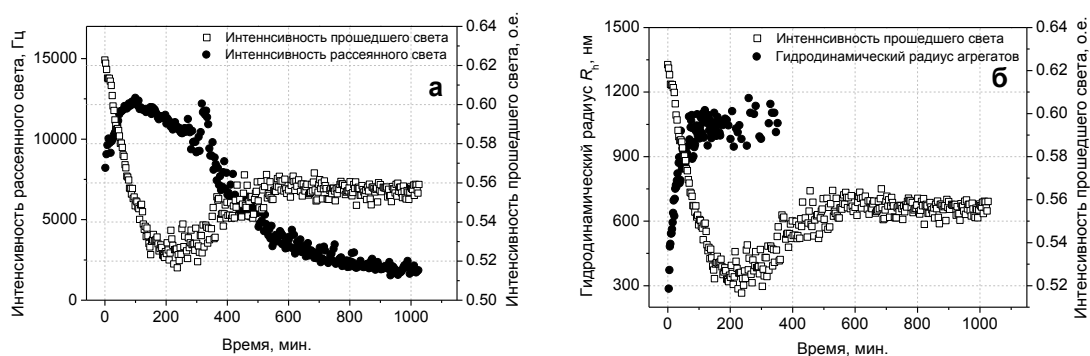 Интеннсивность прошедшего света
Интеннсивность рассеянного света
а
Интенсивность рассеянного света, Гц
15000
10000
5000
0
0.64
0.62
0.60
0.58
0.56
0.54
0.52
0.50
Интенсивность прошедшего света, о.е.
0 200 400 600 800 1000
Время, мин.
Интеннсивность прошедшего света
Гидродинамический радиус агрегатов
б
Гидродинамический радиус Rh, нм
1500
1200
900
600
300
0.64
0.62
0.60
0.58
0.56
0.54
0.52
Интенсивность прошедшего света, о.е.
0 200 400 600 800 1000
Время, мин.